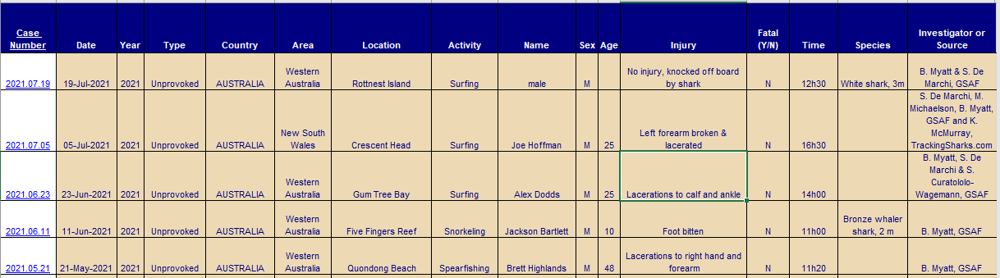 Case Number Date Year Type Country Area Location Activity Name Sex Age Injury Fatal (Y/N) Time Species Investigator or Source
2021.07.19 19-Jul-2021 2021 Unprovoked AUSTRALIA Western Australia Rottnest Island Surfing male M No injury, knocked off board by shark N 12h30 White shark, 3m B. Myatt & S. De Marchi, GSAF
2021.07.05 05-Jul-2021 2021 Unprovoked AUSTRALIA New South Wales Crescent Head Surfing Joe Hoffman M 25 Left forearm broken & lacerated N 16h30 S. De Marchi, M. Michaelson, B. Myatt, GSAF and K. McMurray, TrackingSharks.com
2021.06.23 23-Jun-2021 2021 Unprovoked AUSTRALIA Western Australia Gum Tree Bay Surfing Alex Dodds M 25 Lacerations to calf and ankle N 14h00 B. Myatt, S. De Marchi & S. Curatololo-Wagemann, GSAF
2021.06.11 11-Jun-2021 2021 Unprovoked AUSTRALIA Western Australia Five Fingers Reef Snorkeling Jackson Bartlett M 10 Foot bitten N 11h00 Bronze whaler shark, 2 m B. Myatt, GSAF
2021.05.21 21-May-2021 2021 Unprovoked AUSTRALIA Western Australia Quondong Beach Spearfishing Brett Highlands M 48 Lacerations to right hand and forearm N 11h20 B. Myatt, GSAF